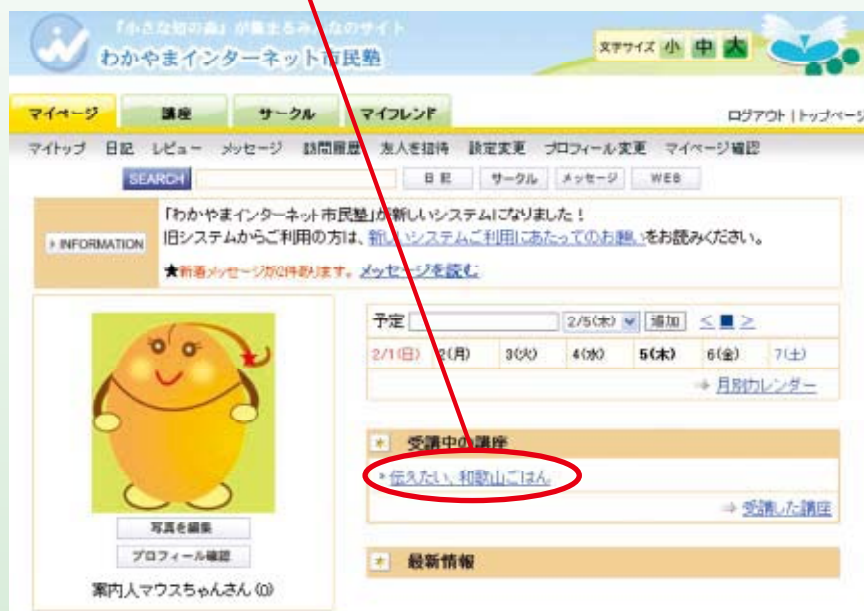 「小さな知の森」が集まるみんなのサイト
わかやまインターネット市民塾
文字サイズ 小 中 大
マイページ 講座 サークル マイフレンド
ログアウト | トップページ
マイトップ 日記 レビュー メッセージ 訪問履歴 友人を招待 設定変更 プロフィール変更 マイページ確認
SEARCH 日記 サークル メッセージ WEB
INFORMATION
「わかやまインターネット市民塾」が新しいシステムになりました！
旧システムからご利用の方は、新しいシステムご利用にあたってのお願いをお読みください。
★新着メッセージが2件あります。メッセージを読む
予定 2/5(木) 追加 ≤ ■ ≥
2/1(日) 2(月) 3(火) 4(水) 5(木) 6(金) 7(土)
⇒ 月別カレンダー
受講中の講座
伝えたい、和歌山ごはん
⇒ 受講した講座
最新情報
写真を編集
プロフィール確認
案内人マウスちゃんさん (0)